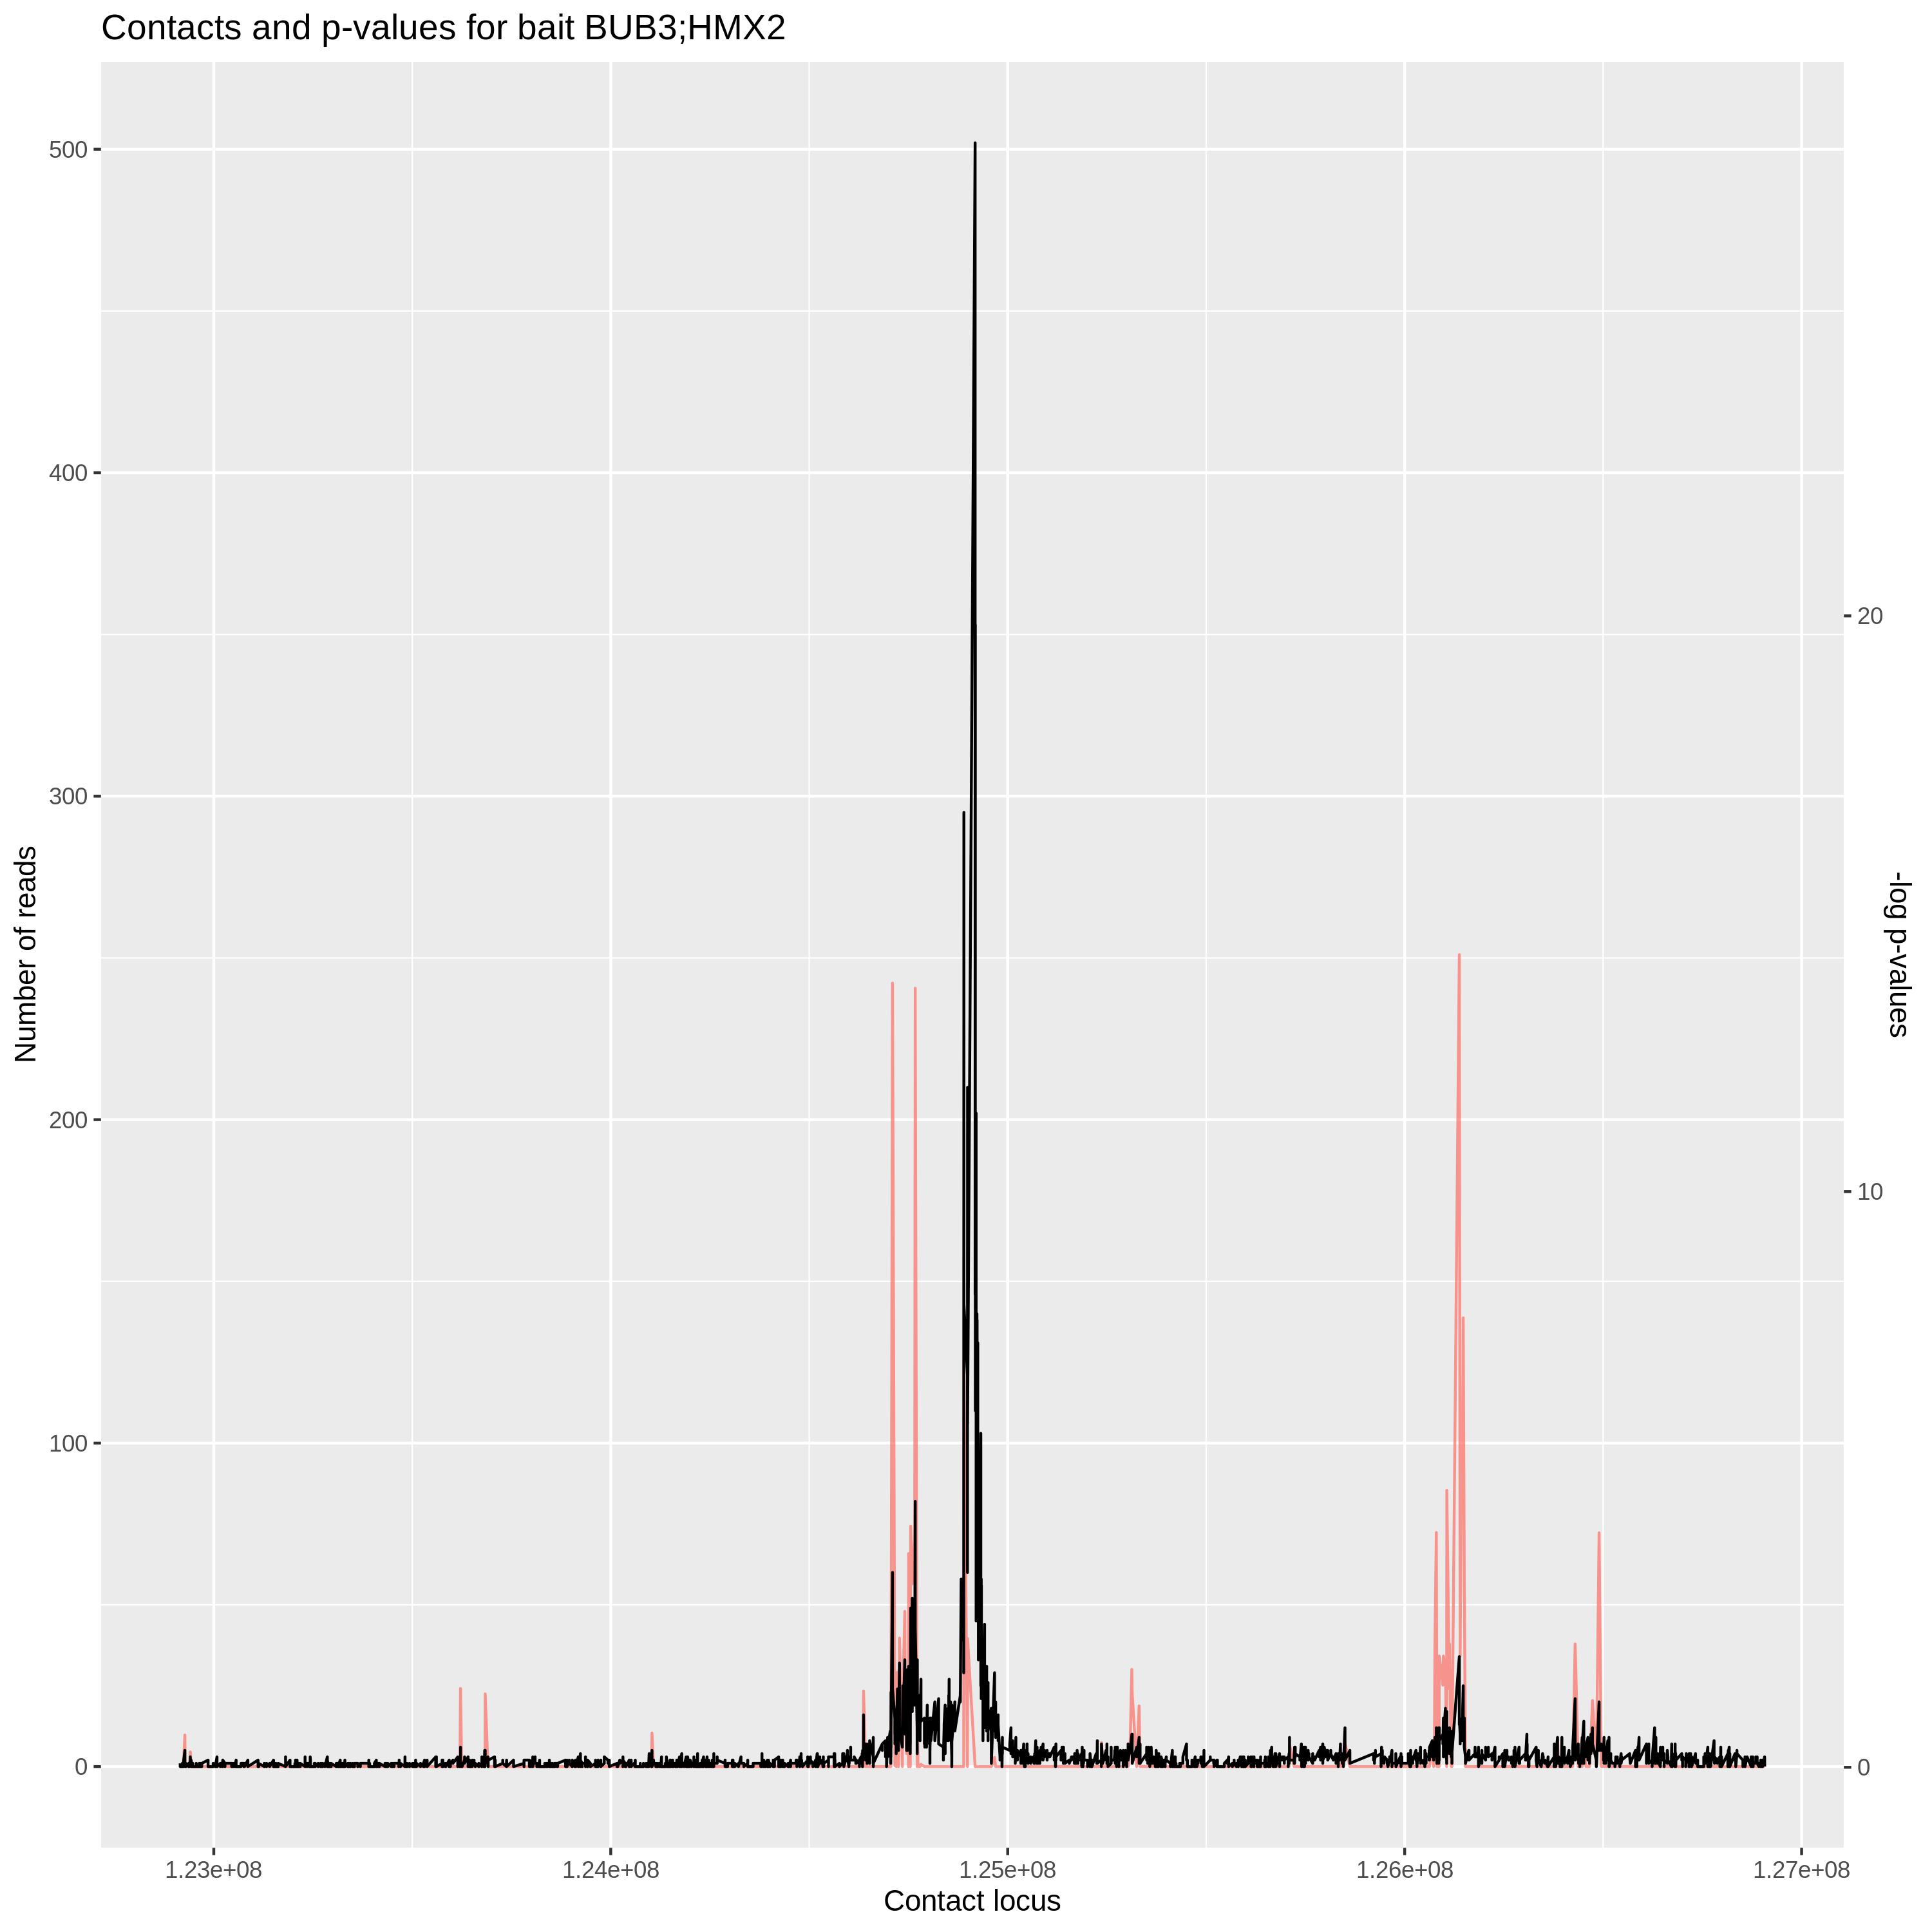 Contacts and p-values for bait BUB3;HMX2
500
400
300
200
100
0
Number of reads
20
10
0
-log p-values
1.23e+08
1.24e+08
1.25e+08
1.26e+08
1.27e+08
Contact locus